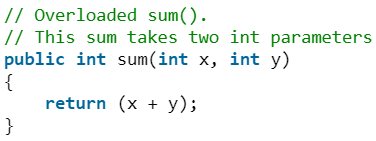 // Overloaded sum().
// This sum takes two int parameters
public int sum(int x, int y)
{
    return (x + y);
}